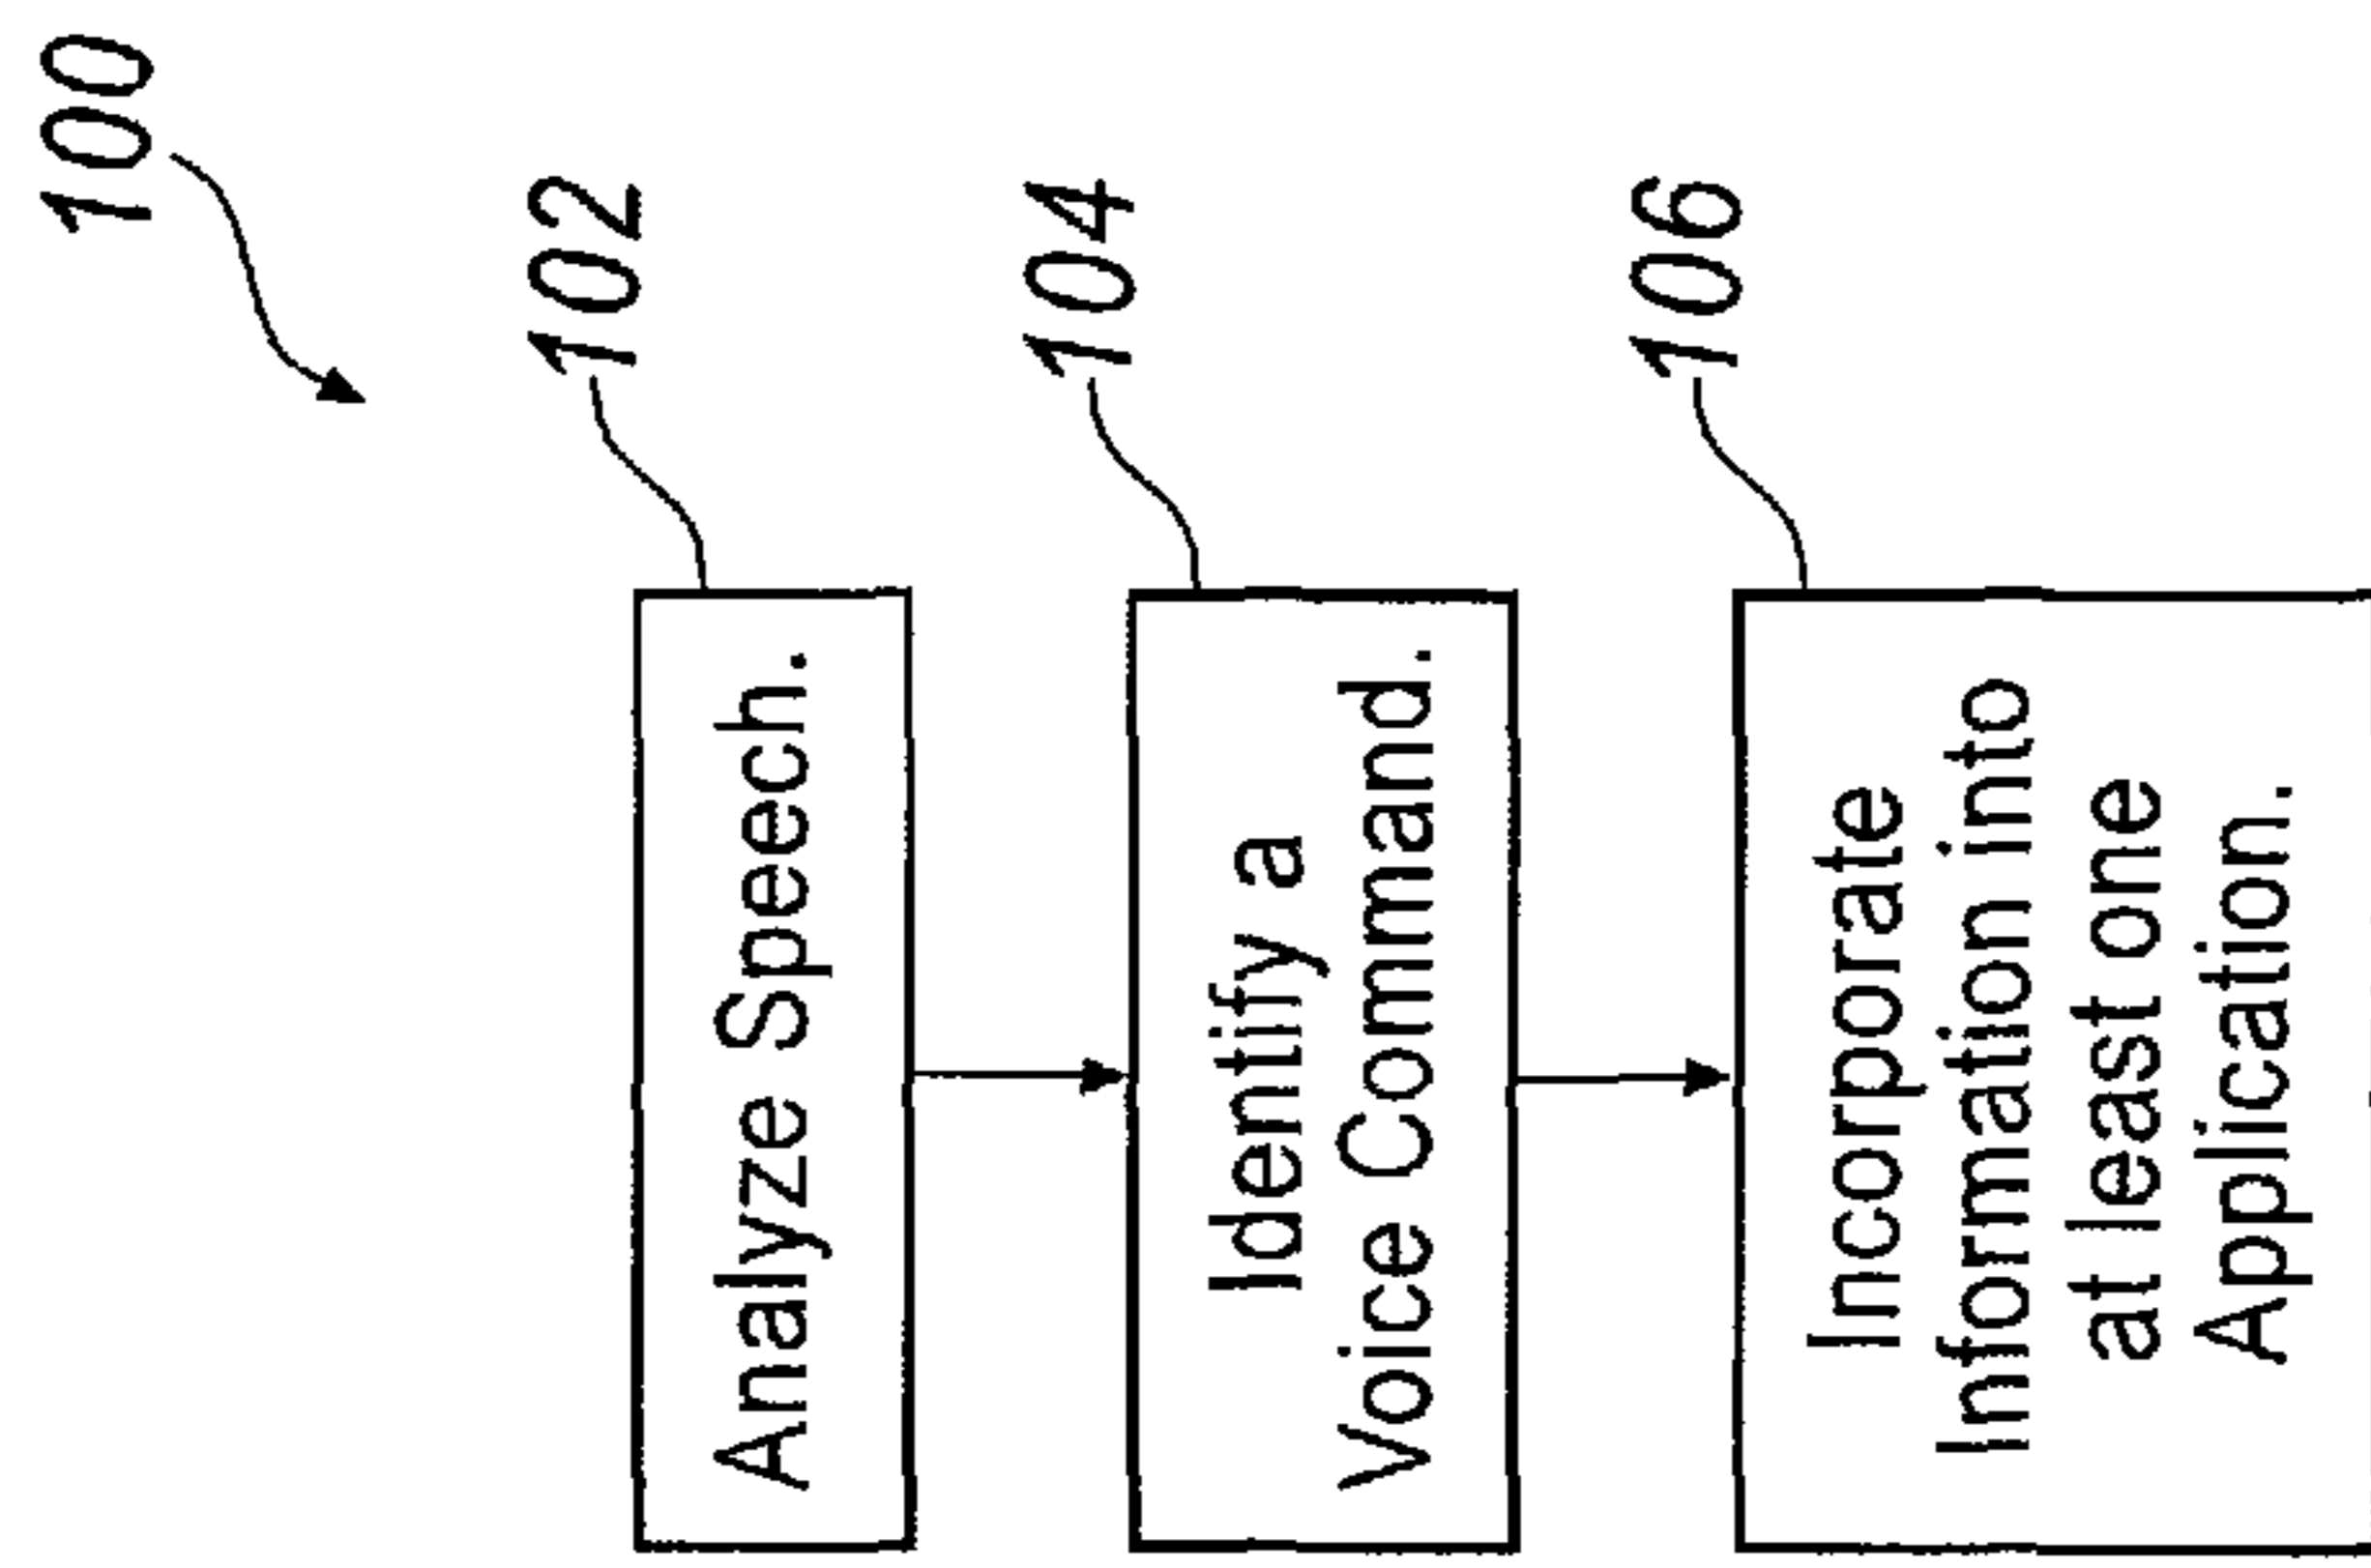 100
102
Analyze Speech.
104
Identify a
Voice Command.
106
Incorporate
Information into
at least one
Application.